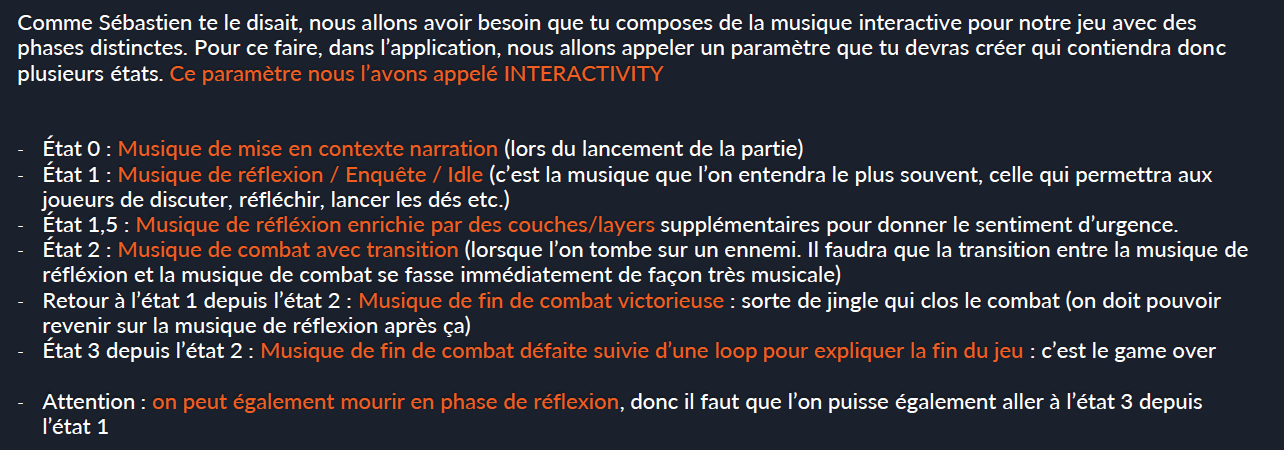 Comme Sébastien te le disait, nous allons avoir besoin que tu composes de la musique interactive pour notre jeu avec des
phases distinctes. Pour ce faire, dans l’application, nous allons appeler un paramètre que tu devras créer qui contiendra donc
plusieurs états. Ce paramètre nous l’avons appelé INTERACTIVITY
- État 0 : Musique de mise en contexte narration (lors du lancement de la partie)
- État 1 : Musique de réflexion / Enquête / Idle (c’est la musique que l’on entendra le plus souvent, celle qui permettra aux
joueurs de discuter, réfléchir, lancer les dés etc.)
- État 1,5 : Musique de réfléxion enrichie par des couches/layers supplémentaires pour donner le sentiment d’urgence.
- État 2 : Musique de combat avec transition (lorsque l’on tombe sur un ennemi. Il faudra que la transition entre la musique de
réfléxion et la musique de combat se fasse immédiatement de façon très musicale)
- Retour à l’état 1 depuis l’état 2 : Musique de fin de combat victorieuse : sorte de jingle qui clos le combat (on doit pouvoir
revenir sur la musique de réflexion après ça)
- État 3 depuis l’état 2 : Musique de fin de combat défaite suivie d’une loop pour expliquer la fin du jeu : c’est le game over
- Attention : on peut également mourir en phase de réflexion, donc il faut que l’on puisse également aller à l’état 3 depuis
l’état 1